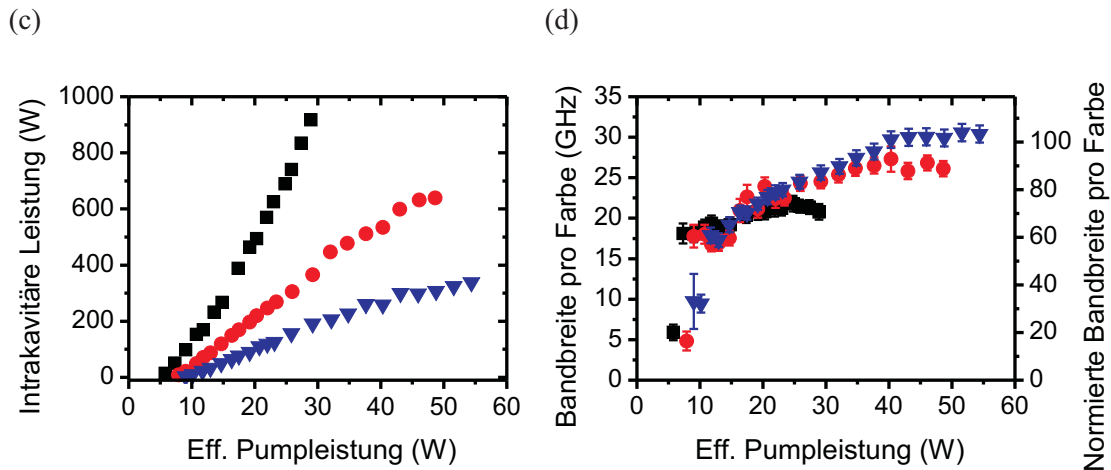 (c)
(d)
Intrakavitäre Leistung (W)
1000
800
600
400
200
0
0 10 20 30 40 50 60
Eff. Pumpleistung (W)
Bandbreite pro Farbe (GHz)
35
30
25
20
15
10
5
0
0 10 20 30 40 50 60
Eff. Pumpleistung (W)
100
80
60
40
20
0
Normierte Bandbreite pro Farbe